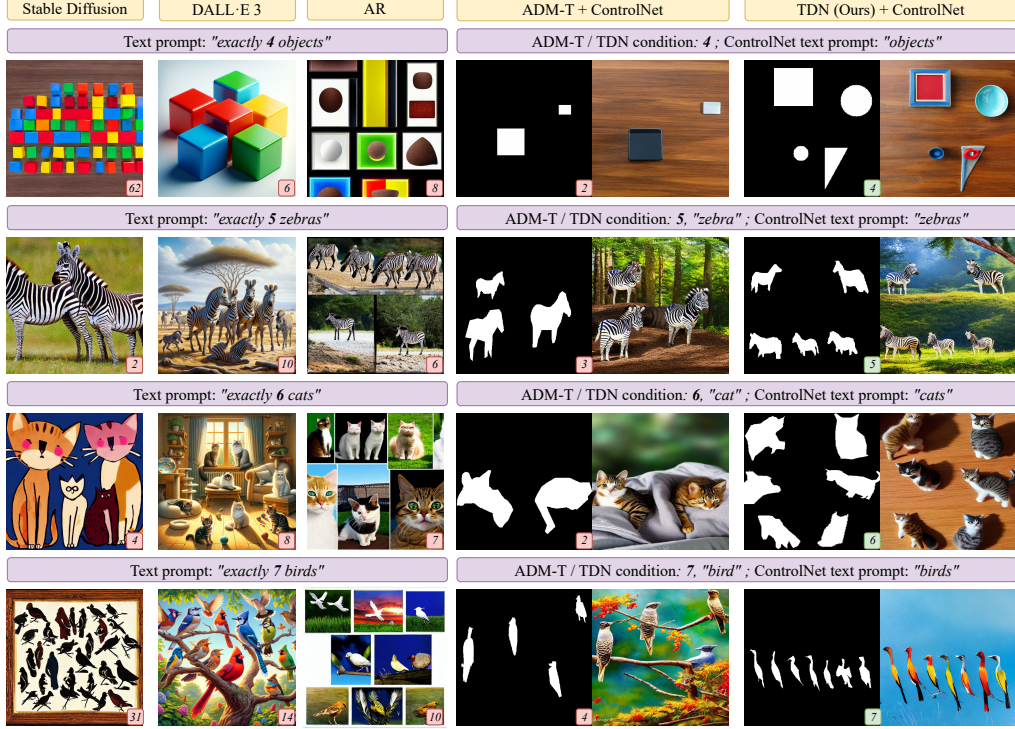 Stable Diffusion
DALL·E 3
AR
ADM-T + ControlNet
TDN (Ours) + ControlNet
Text prompt: "exactly 4 objects"
ADM-T / TDN condition: 4 ; ControlNet text prompt: "objects"
62
6
8
2
4
Text prompt: "exactly 5 zebras"
ADM-T / TDN condition: 5, "zebra" ; ControlNet text prompt: "zebras"
2
10
6
3
5
Text prompt: "exactly 6 cats"
ADM-T / TDN condition: 6, "cat" ; ControlNet text prompt: "cats"
4
8
7
2
6
Text prompt: "exactly 7 birds"
ADM-T / TDN condition: 7, "bird" ; ControlNet text prompt: "birds"
31
14
10
4
7